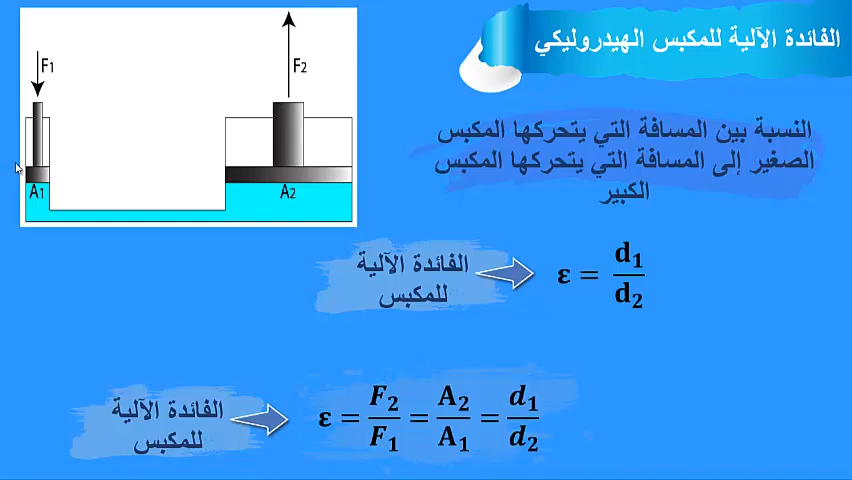 الفائدة الآلية للمكبس الهيدروليكي
F1
F2
A1
A2
النسبة بين المسافة التي يتحركها المكبس
الصغير إلى المسافة التي يتحركها المكبس
الكبير
الفائدة الآلية
للمكبس
ε = d₁/d₂
الفائدة الآلية
للمكبس
ε = F₂/F₁ = A₂/A₁ = d₁/d₂